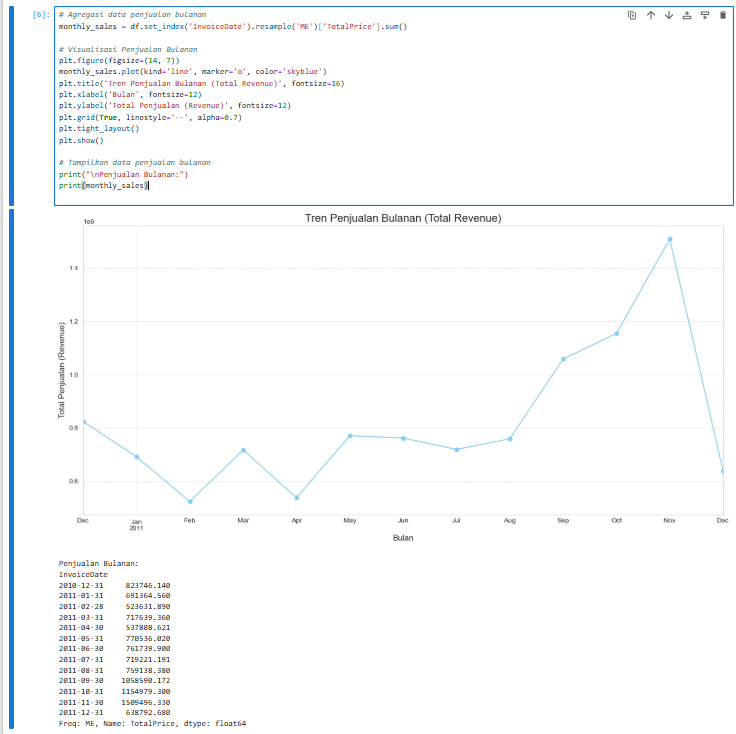 [6]:
# Agregasi data penjualan bulanan
monthly_sales = df.set_index('InvoiceDate').resample('ME')['TotalPrice'].sum()
# Visualisasi Penjualan Bulanan
plt.figure(figsize=(14, 7))
monthly_sales.plot(kind='line', marker='o', color='skyblue')
plt.title('Tren Penjualan Bulanan (Total Revenue)', fontsize=16)
plt.xlabel('Bulan', fontsize=12)
plt.ylabel('Total Penjualan (Revenue)', fontsize=12)
plt.grid(True, linestyle='--', alpha=0.7)
plt.tight_layout()
plt.show()
# Tampilkan data penjualan bulanan
print("\nPenjualan Bulanan:")
print(monthly_sales)
Tren Penjualan Bulanan (Total Revenue)
1e6
1.4
1.2
1.0
0.8
0.6
Total Penjualan (Revenue)
Dec Jan Feb Mar Apr May Jun Jul Aug Sep Oct Nov Dec
2011
Bulan
Penjualan Bulanan:
InvoiceDate
2010-12-31 823746.140
2011-01-31 691364.560
2011-02-28 523631.890
2011-03-31 717639.360
2011-04-30 537808.621
2011-05-31 770536.020
2011-06-30 761739.900
2011-07-31 719221.191
2011-08-31 759138.380
2011-09-30 1058590.172
2011-10-31 1154979.300
2011-11-30 1509496.330
2011-12-31 638792.680
Freq: ME, Name: TotalPrice, dtype: float64